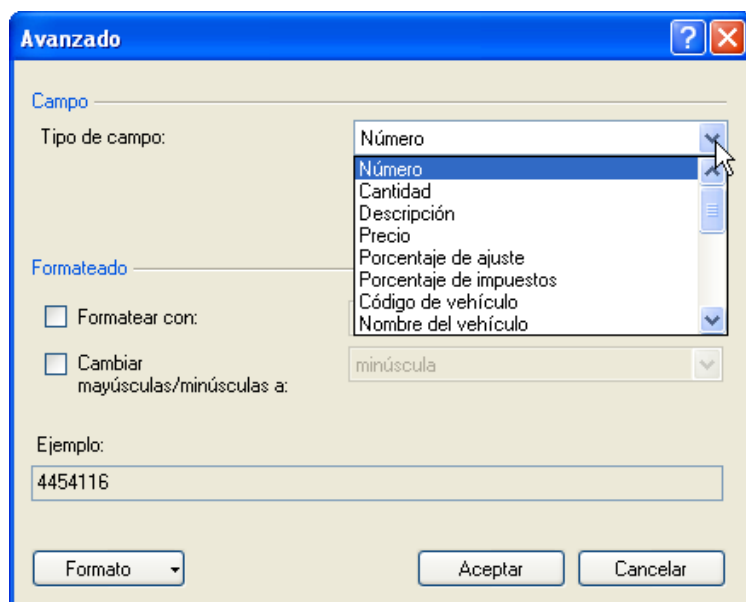 Avanzado
Campo
Tipo de campo:
Número
Número
Cantidad
Descripción
Precio
Porcentaje de ajuste
Porcentaje de impuestos
Código de vehículo
Nombre del vehículo
Formateado
Formatear con:
Cambiar
mayúsculas/minúsculas a:
minúscula
Ejemplo:
4454116
Formato
Aceptar
Cancelar